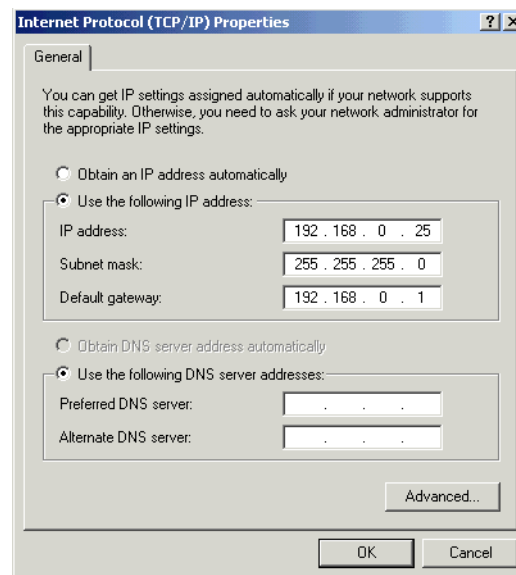 Internet Protocol (TCP/IP) Properties
General
You can get IP settings assigned automatically if your network supports
this capability. Otherwise, you need to ask your network administrator for
the appropriate IP settings.
Obtain an IP address automatically
Use the following IP address:
IP address: 192 . 168 . 0 . 25
Subnet mask: 255 . 255 . 255 . 0
Default gateway: 192 . 168 . 0 . 1
Obtain DNS server address automatically
Use the following DNS server addresses:
Preferred DNS server: . . .
Alternate DNS server: . . .
Advanced...
OK Cancel